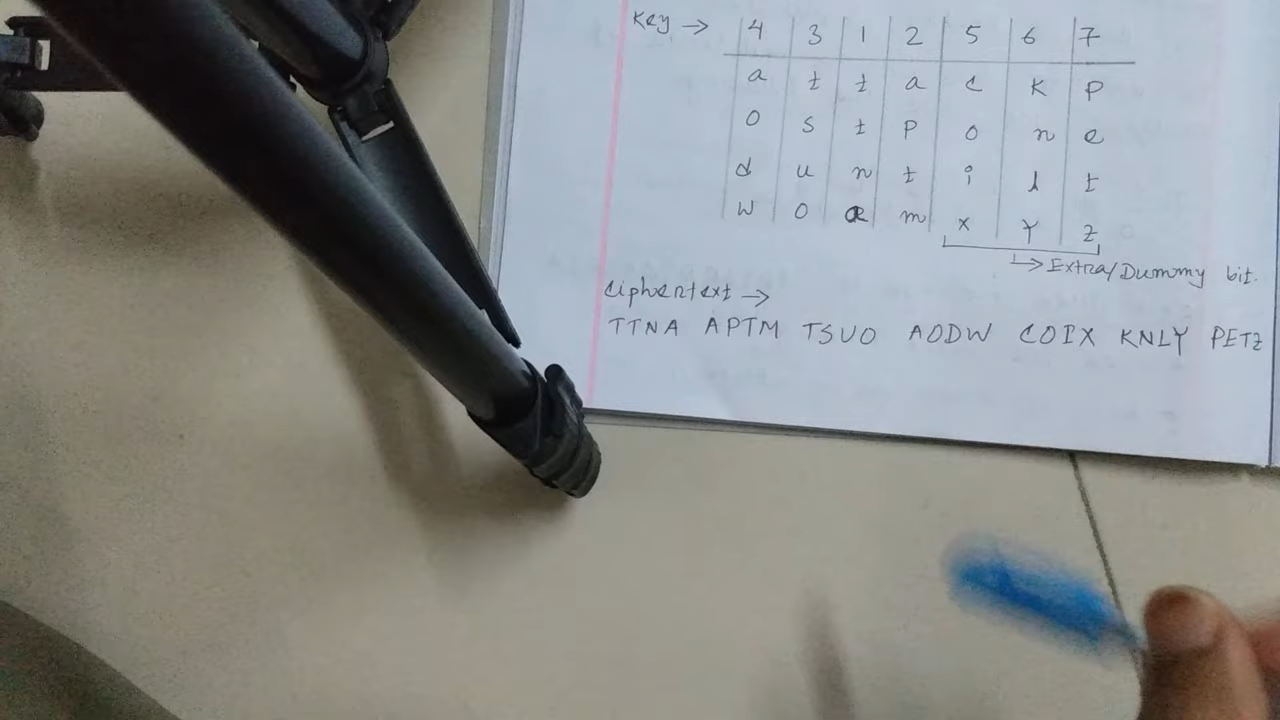 Key → 4 3 1 2 5 6 7
a t t a c K P
O s t P o n e
d u n t i l t
W O a m x Y Z
↳ Extra/Dummy bit.
ciphertext →
TTNA APTM TSUO AODW COIX KNLY PETZ